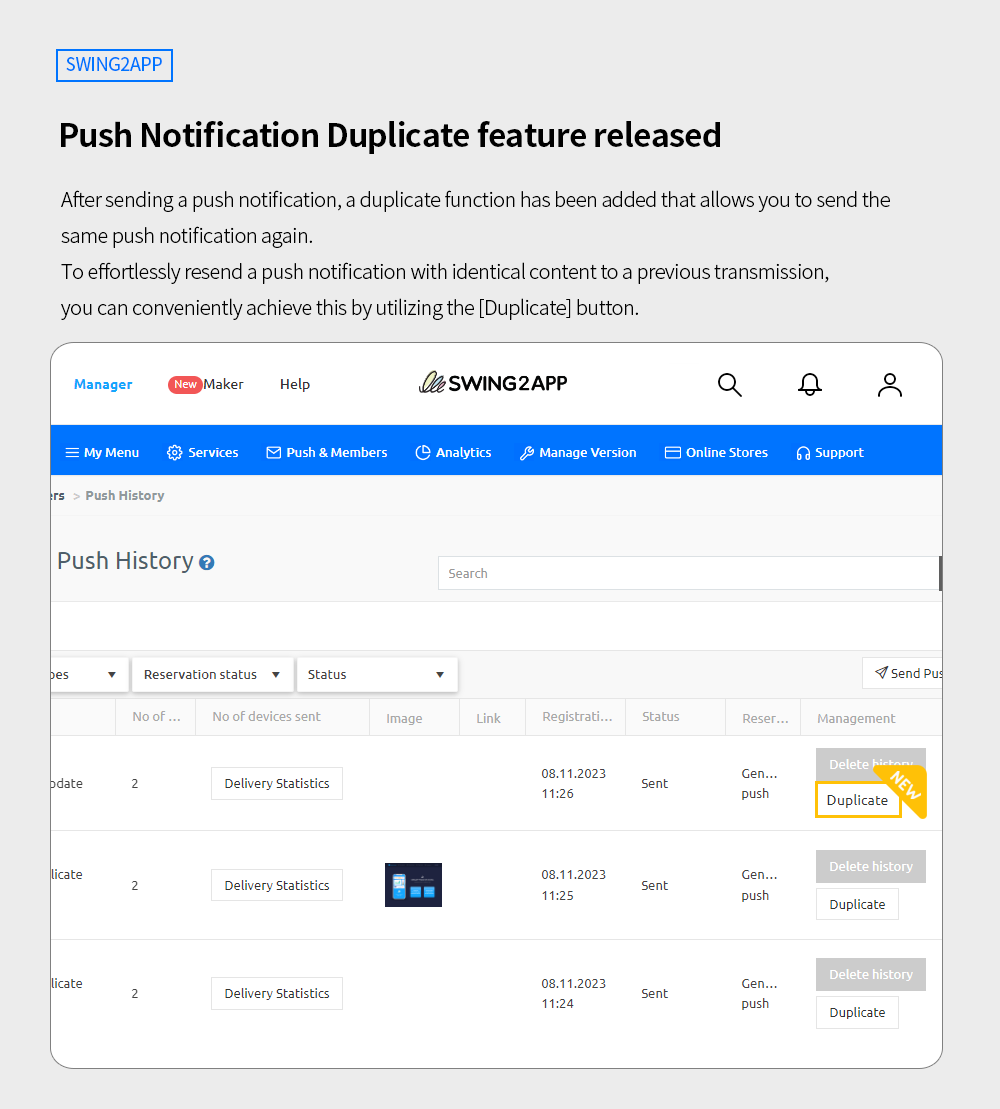 SWING2APP
Push Notification Duplicate feature released
After sending a push notification, a duplicate function has been added that allows you to send the
same push notification again.
To effortlessly resend a push notification with identical content to a previous transmission,
you can conveniently achieve this by utilizing the [Duplicate] button.
Manager New Maker Help SWING2APP
My Menu Services Push & Members Analytics Manage Version Online Stores Support
> Push History
Push History ?
Search
Reservation status Status Send
No of ... No of devices sent Image Link Registrati... Status Reser... Management
2 Delivery Statistics 08.11.2023 11:26 Sent Gen... push Delete history
Duplicate NEW
2 Delivery Statistics 08.11.2023 11:25 Sent Gen... push Delete history
Duplicate
2 Delivery Statistics 08.11.2023 11:24 Sent Gen... push Delete history
Duplicate